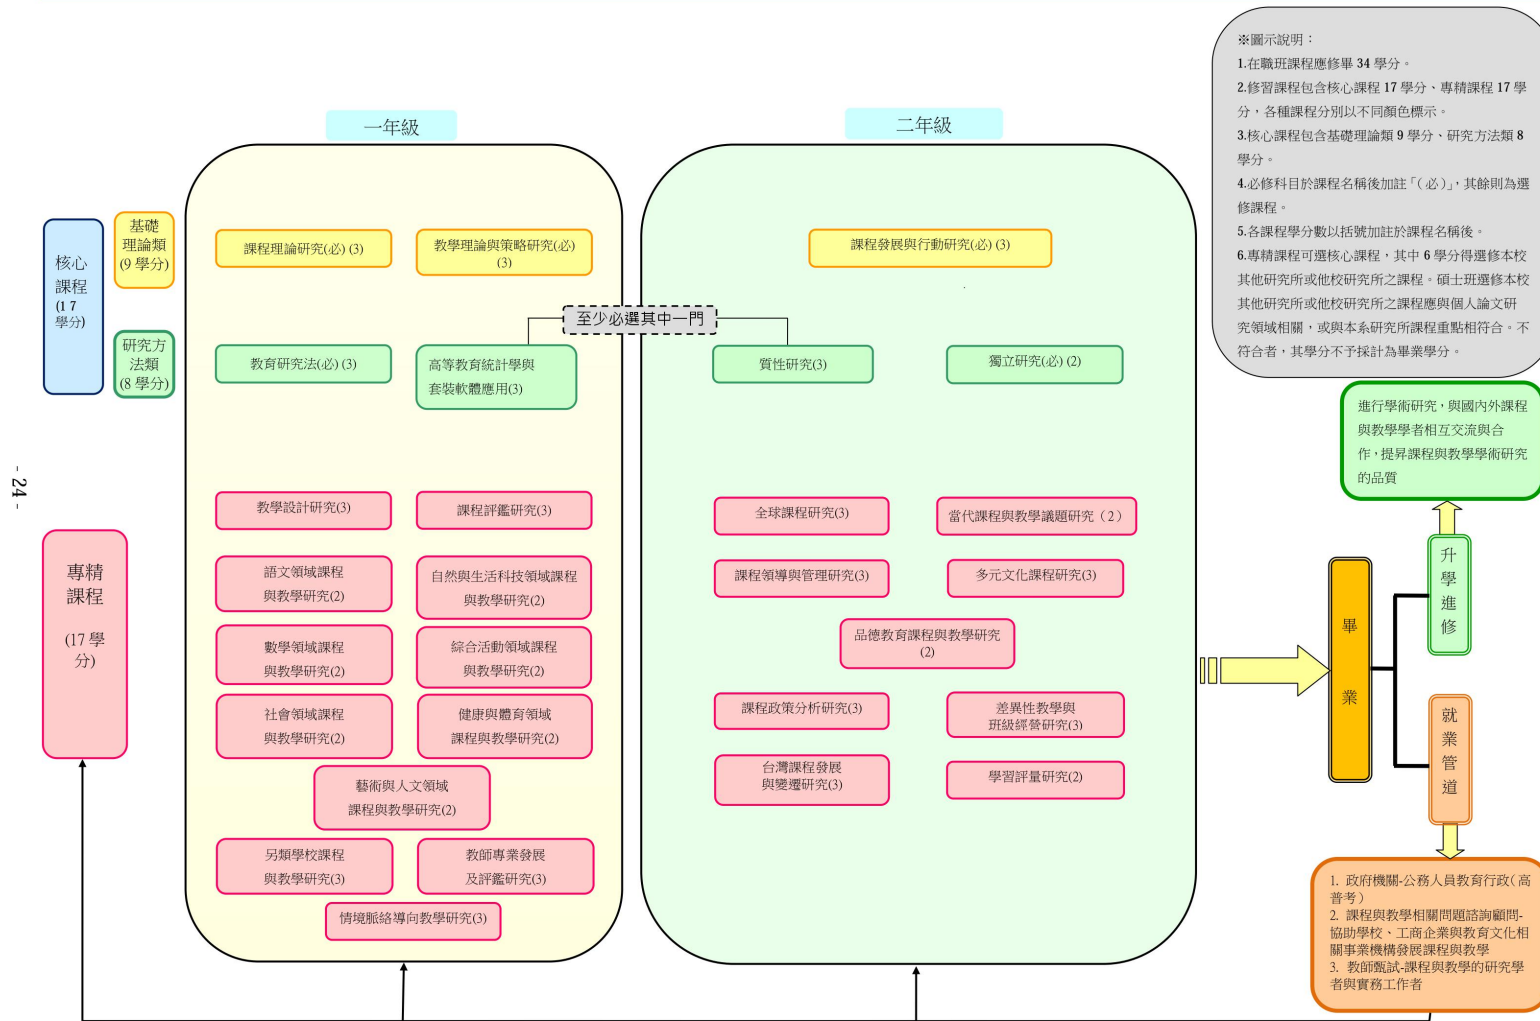 ※圖示說明：
1.在職班課程應修畢 34 學分。
2.修習課程包含核心課程 17 學分、專精課程 17 學
分，各種課程分別以不同顏色標示。
3.核心課程包含基礎理論類 9 學分、研究方法類 8
學分。
4.必修科目於課程名稱後加註「（必）」，其餘則為選
修課程。
5.各課程學分數以括號加註於課程名稱後。
6.專精課程可選核心課程，其中 6 學分得選修本校
其他研究所或他校研究所之課程。碩士班選修本校
其他研究所或他校研究所之課程應與個人論文研
究領域相關，或與本系研究所課程重點相符合。不
符合者，其學分不予採計為畢業學分。
一年級
二年級
核心
課程
(17
學分)
基礎
理論類
(9 學分)
課程理論研究(必) (3)
教學理論與策略研究(必)
(3)
課程發展與行動研究(必) (3)
至少必選其中一門
研究方
法類
(8 學分)
教育研究法(必) (3)
高等教育統計學與
套裝軟體應用(3)
質性研究(3)
獨立研究(必) (2)
- 24 -
專精
課程
(17 學
分)
教學設計研究(3)
課程評鑑研究(3)
語文領域課程
與教學研究(2)
自然與生活科技領域課程
與教學研究(2)
數學領域課程
與教學研究(2)
綜合活動領域課程
與教學研究(2)
社會領域課程
與教學研究(2)
健康與體育領域
課程與教學研究(2)
藝術與人文領域
課程與教學研究(2)
另類學校課程
與教學研究(3)
教師專業發展
及評鑑研究(3)
情境脈絡導向教學研究(3)
全球課程研究(3)
當代課程與教學議題研究（2）
課程領導與管理研究(3)
多元文化課程研究(3)
品德教育課程與教學研究
(2)
課程政策分析研究(3)
差異性教學與
班級經營研究(3)
台灣課程發展
與變遷研究(3)
學習評量研究(2)
畢業
升學進修
進行學術研究，與國內外課程
與教學學者相互交流與合
作，提昇課程與教學學術研究
的品質
就業管道
1. 政府機關-公務人員教育行政（高
普考）
2. 課程與教學相關問題諮詢顧問-
協助學校、工商企業與教育文化相
關事業機構發展課程與教學
3. 教師甄試-課程與教學的研究學
者與實務工作者